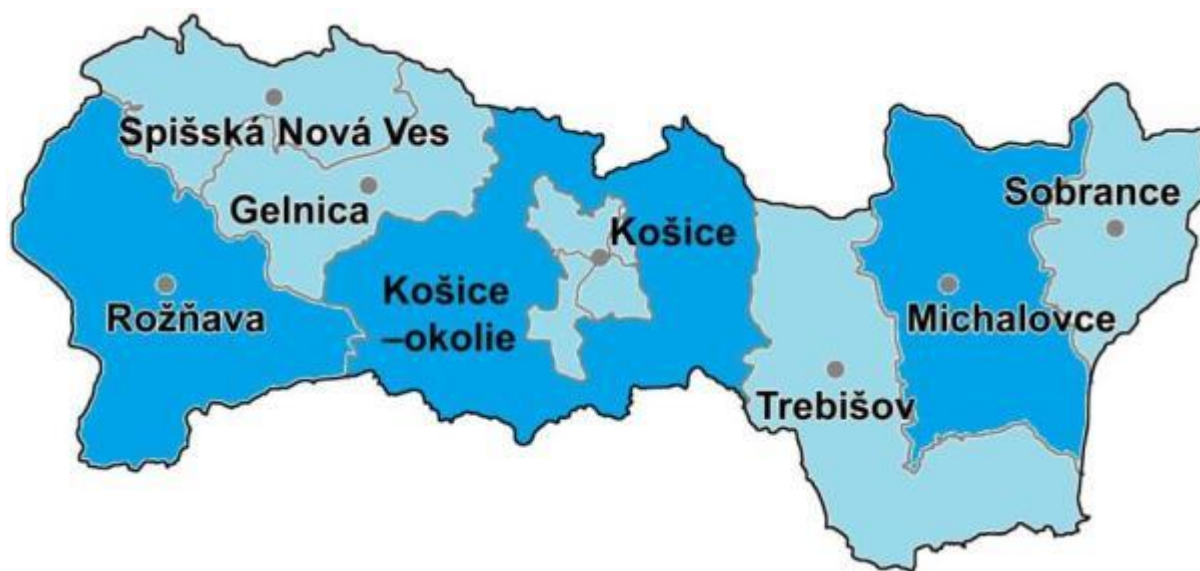 Spišská Nová Ves
Gelnica
Rožňava
Košice
–okolie
Košice
Trebišov
Michalovce
Sobrance